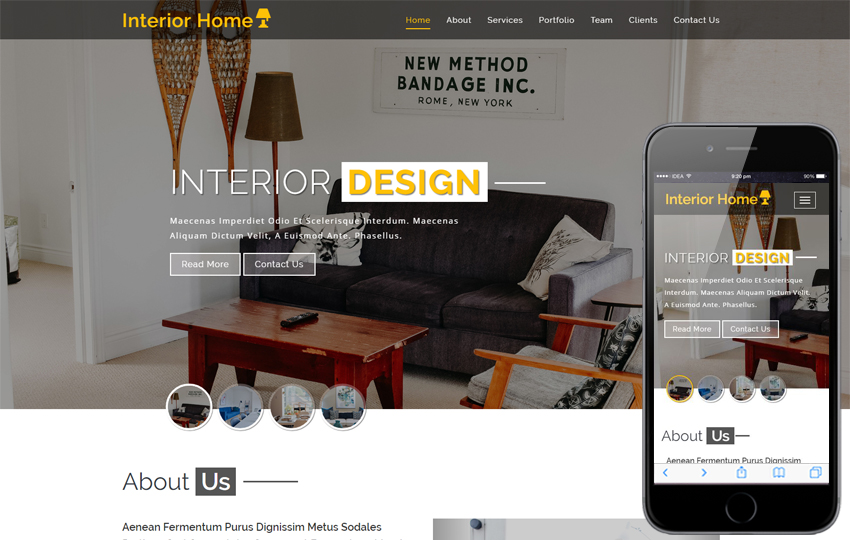 Interior Home
Home About Services Portfolio Team Clients Contact Us
NEW METHOD
BANDAGE INC.
ROME, NEW YORK
INTERIOR DESIGN
Maecenas Imperdiet Odio Et Scelerisque Interdum. Maecenas
Aliquam Dictum Velit, A Euismod Ante. Phasellus.
Read More Contact Us
About Us
Aenean Fermentum Purus Dignissim Metus Sodales
IDEA 9:20 pm 90%
Interior Home
INTERIOR DESIGN
Maecenas Imperdiet Odio Et Scelerisque
Interdum. Maecenas Aliquam Dictum Velit,
A Euismod Ante. Phasellus.
Read More Contact Us
About Us
Aenean Fermentum Purus Dignissim